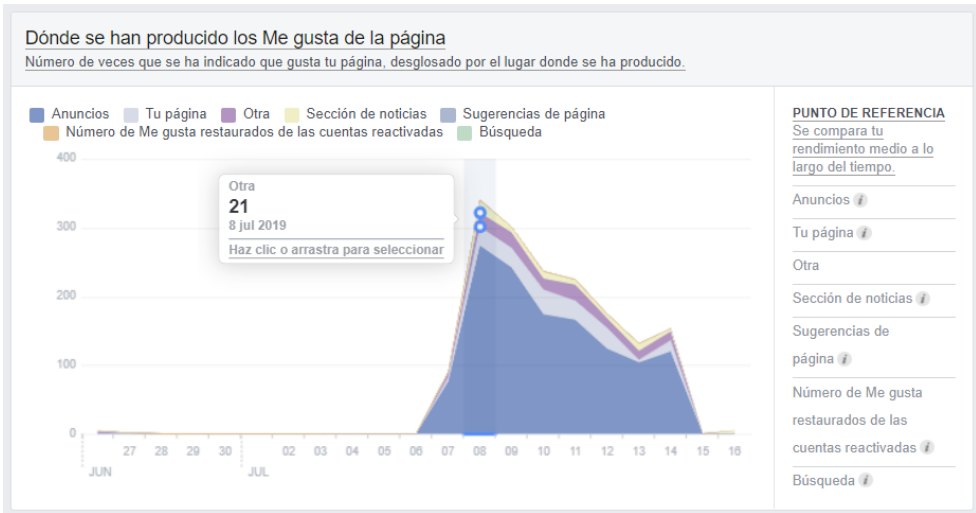 Dónde se han producido los Me gusta de la página
Número de veces que se ha indicado que gusta tu página, desglosado por el lugar donde se ha producido.
Anuncios Tu página Otra Sección de noticias Sugerencias de página
Número de Me gusta restaurados de las cuentas reactivadas Búsqueda
400
300
200
100
0
Otra
21
8 jul 2019
Haz clic o arrastra para seleccionar
27 28 29 30 02 03 04 05 06 07 08 09 10 11 12 13 14 15 16
JUN JUL
PUNTO DE REFERENCIA
Se compara tu
rendimiento medio a lo
largo del tiempo.
Anuncios i
Tu página i
Otra
Sección de noticias i
Sugerencias de
página i
Número de Me gusta
restaurados de las
cuentas reactivadas i
Búsqueda i